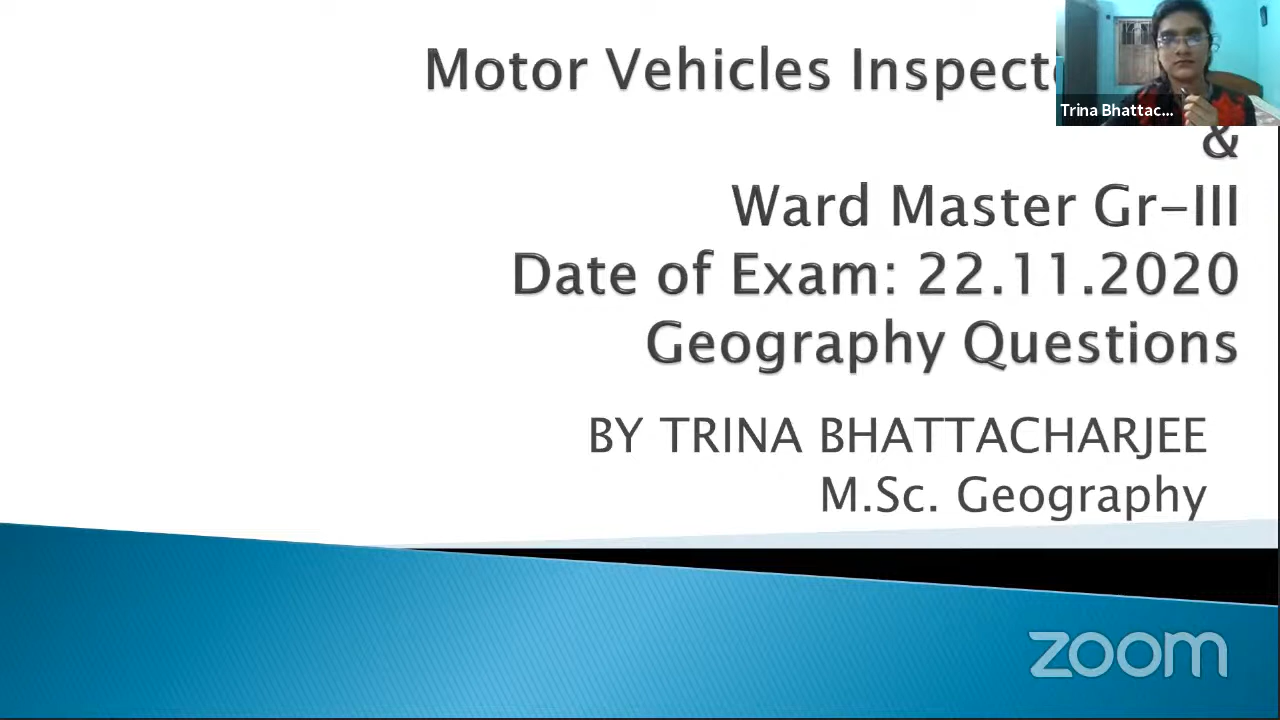 Motor Vehicles Inspecto
&
Ward Master Gr-III
Date of Exam: 22.11.2020
Geography Questions
BY TRINA BHATTACHARJEE
M.Sc. Geography
Trina Bhattac...
zoom